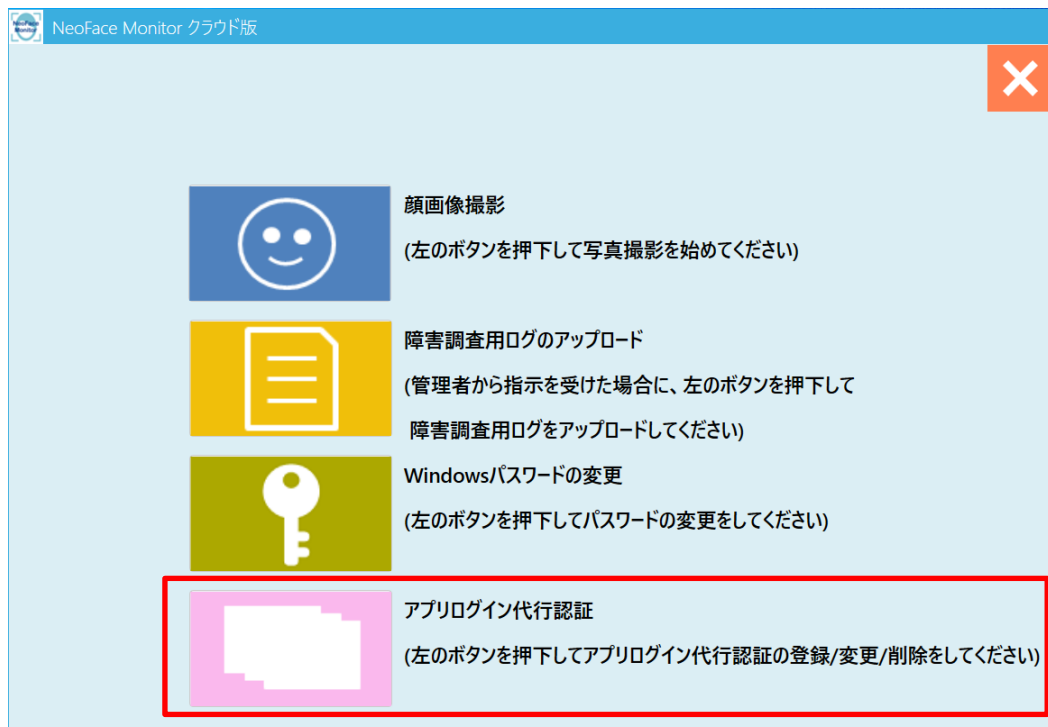 NeoFace Monitor
NeoFace Monitor クラウド版
顔画像撮影
(左のボタンを押下して写真撮影を始めてください)
障害調査用ログのアップロード
(管理者から指示を受けた場合に、左のボタンを押下して
障害調査用ログをアップロードしてください)
Windowsパスワードの変更
(左のボタンを押下してパスワードの変更をしてください)
アプリログイン代行認証
(左のボタンを押下してアプリログイン代行認証の登録/変更/削除をしてください)